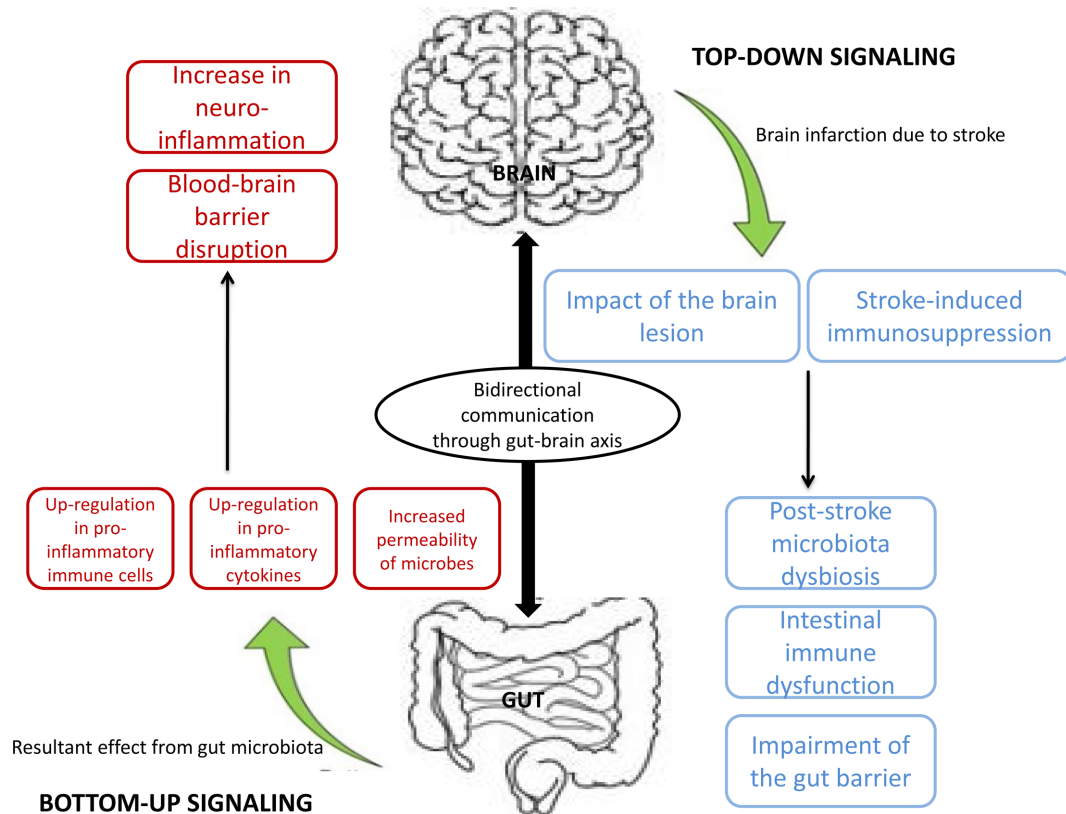 TOP-DOWN SIGNALING
Brain infarction due to stroke
BRAIN
Increase in
neuro-
inflammation
Blood-brain
barrier
disruption
Impact of the brain
lesion
Stroke-induced
immunosuppression
Bidirectional
communication
through gut-brain axis
Up-regulation
in pro-
inflammatory
immune cells
Up-regulation
in pro-
inflammatory
cytokines
Increased
permeability
of microbes
Post-stroke
microbiota
dysbiosis
Intestinal
immune
dysfunction
Impairment of
the gut barrier
GUT
Resultant effect from gut microbiota
BOTTOM-UP SIGNALING